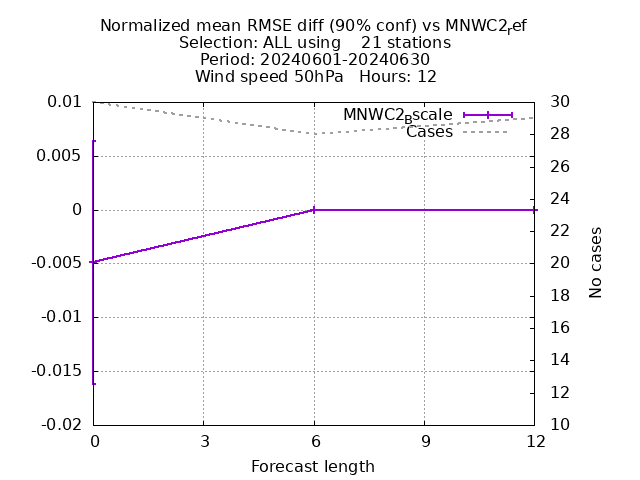 Normalized mean RMSE diff (90% conf) vs MNWC2ref
Selection: ALL using    21 stations
Period: 20240601-20240630
Wind speed 50hPa   Hours: 12
0.01
0.005
0
-0.005
-0.01
-0.015
-0.02
MNWC2Bscale
Cases
30
28
26
24
22
20
18
16
14
12
10
No cases
0 3 6 9 12
Forecast length